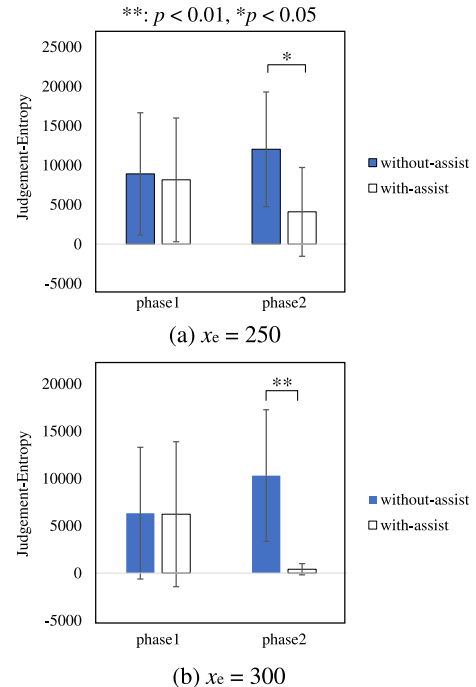 **: p < 0.01, *p < 0.05
25000
20000
15000
10000
5000
0
-5000
Judgement-Entropy
*
without-assist
with-assist
phase1 phase2
(a) xe = 250
20000
15000
10000
5000
0
-5000
Judgement-Entropy
**
without-assist
with-assist
phase1 phase2
(b) xe = 300